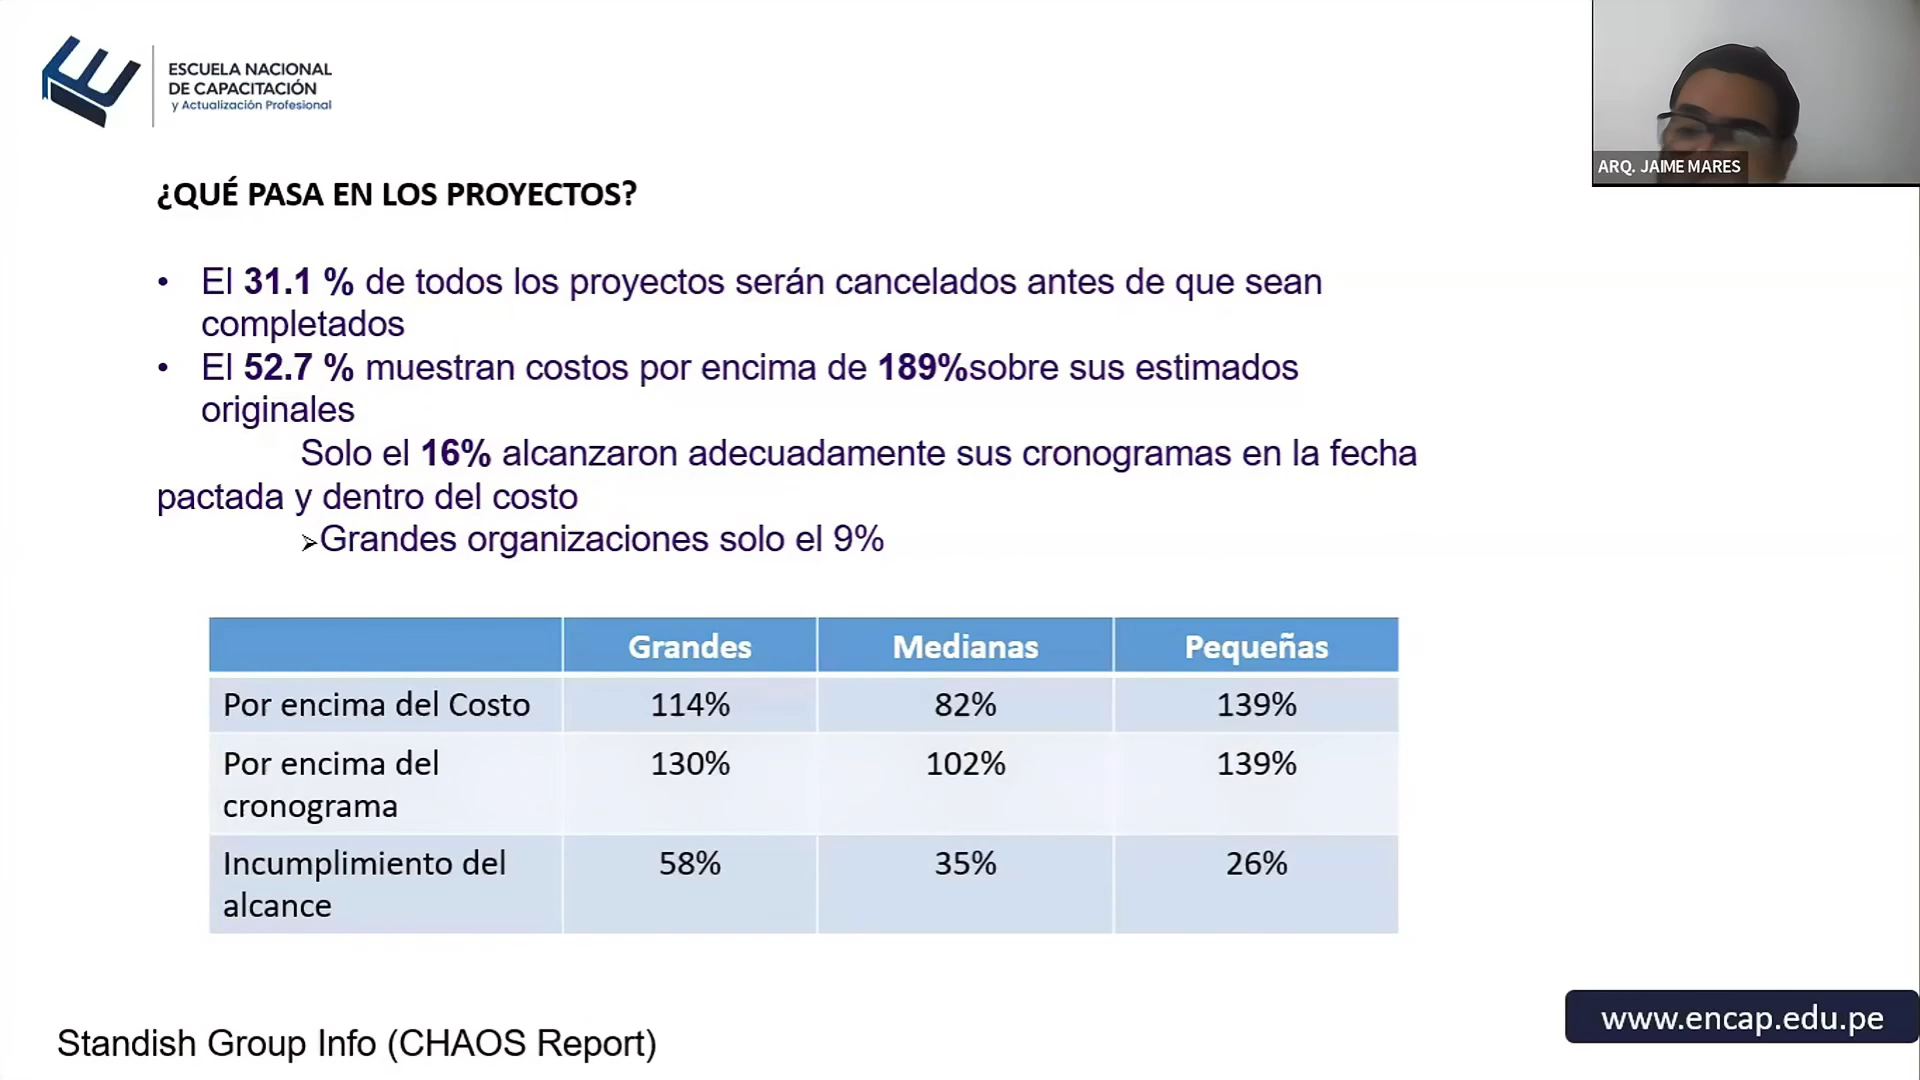 ESCUELA NACIONAL
DE CAPACITACIÓN
y Actualización Profesional
ARQ. JAIME MARES
¿QUÉ PASA EN LOS PROYECTOS?
• El 31.1 % de todos los proyectos serán cancelados antes de que sean
completados
• El 52.7 % muestran costos por encima de 189%sobre sus estimados
originales
Solo el 16% alcanzaron adecuadamente sus cronogramas en la fecha
pactada y dentro del costo
➢Grandes organizaciones solo el 9%
Grandes Medianas Pequeñas
Por encima del Costo 114% 82% 139%
Por encima del 130% 102% 139%
cronograma
Incumplimiento del 58% 35% 26%
alcance
Standish Group Info (CHAOS Report)
www.encap.edu.pe